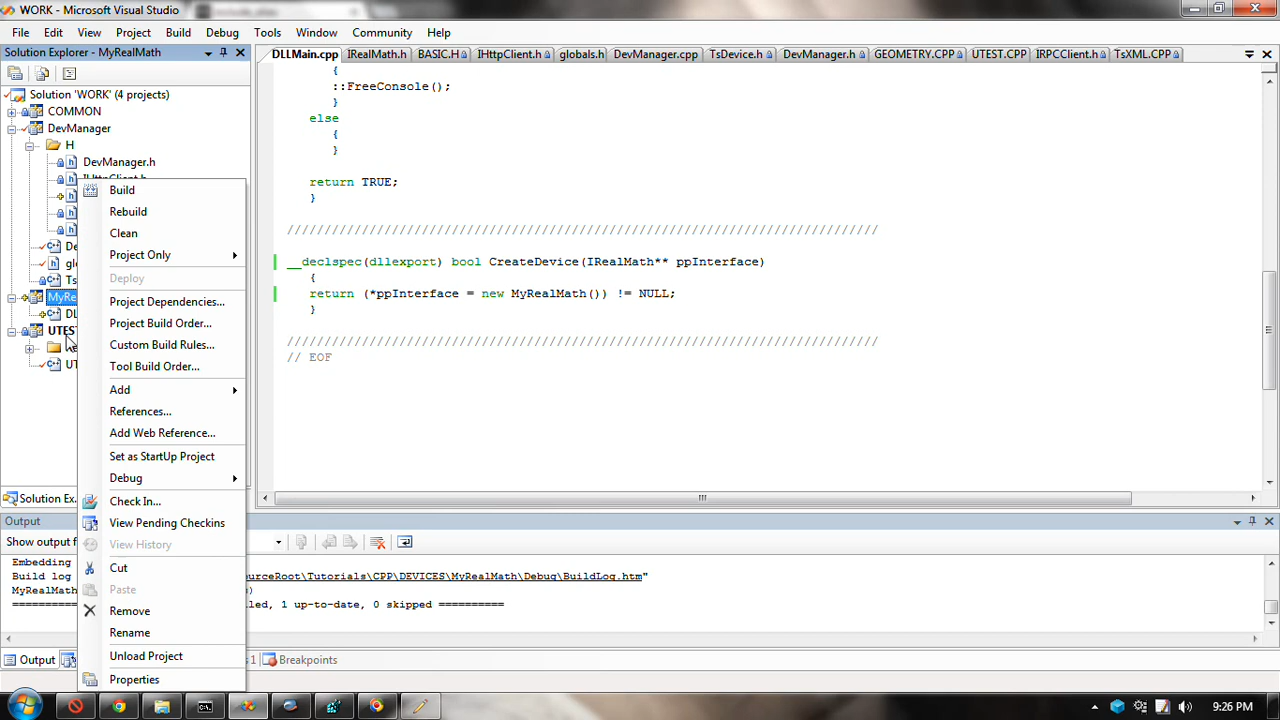 WORK - Microsoft Visual Studio
File Edit View Project Build Debug Tools Window Community Help
Solution Explorer - MyRealMath
DLLMain.cpp IRealMath.h BASIC.H IHttpClient.h globals.h DevManager.cpp TsDevice.h DevManager.h GEOMETRY.CPP UTEST.CPP IRPCClient.h TsXML.CPP
Solution 'WORK' (4 projects)
COMMON
DevManager
H
DevManager.h
IHttpClient.h
De
gl
Ts
MyRe
DL
UTEST
UT
Build
Rebuild
Clean
Project Only
Deploy
Project Dependencies...
Project Build Order...
Custom Build Rules...
Tool Build Order...
Add
References...
Add Web Reference...
Set as StartUp Project
Debug
Check In...
View Pending Checkins
View History
Cut
Paste
Remove
Rename
Unload Project
Properties
{
::FreeConsole();
}
else
{
}
return TRUE;
}
////////////////////////////////////////////////////////////////////////////////
__declspec(dllexport) bool CreateDevice(IRealMath** ppInterface)
{
return (*ppInterface = new MyRealMath()) != NULL;
}
////////////////////////////////////////////////////////////////////////////////
// EOF
Solution Ex...
Output
Show output f
Embedding
Build log urceRoot\Tutorials\CPP\DEVICES\MyRealMath\Debug\BuildLog.htm"
MyRealMath s)
========== led, 1 up-to-date, 0 skipped ==========
Output 1 Breakpoints
9:26 PM